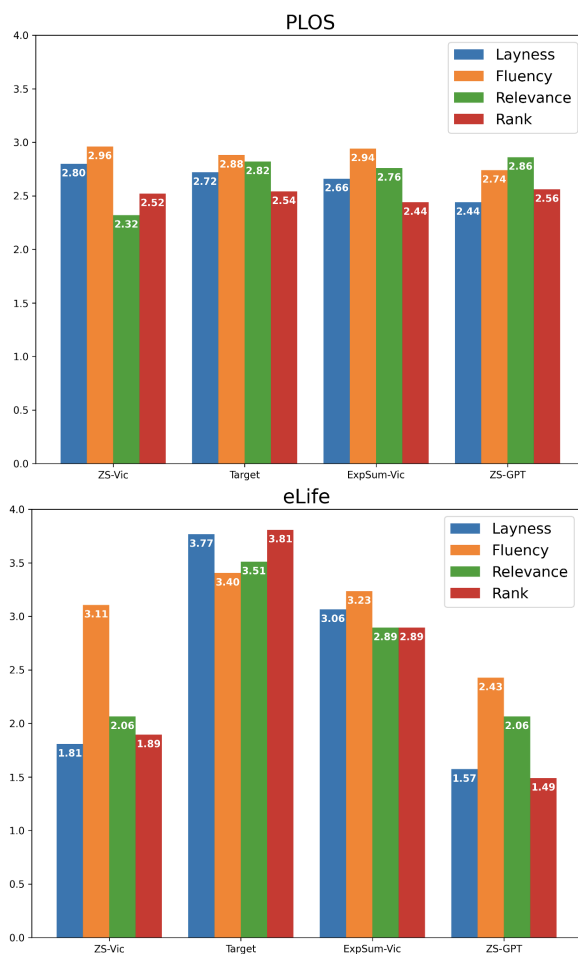 PLOS
4.0
3.5
3.0
2.5
2.0
1.5
1.0
0.5
0.0
Layness
Fluency
Relevance
Rank
2.80 2.96 2.32 2.52
2.72 2.88 2.82 2.54
2.66 2.94 2.76 2.44
2.44 2.74 2.86 2.56
ZS-Vic Target ExpSum-Vic ZS-GPT
eLife
4.0
3.5
3.0
2.5
2.0
1.5
1.0
0.5
0.0
Layness
Fluency
Relevance
Rank
1.81 3.11 2.06 1.89
3.77 3.40 3.51 3.81
3.06 3.23 2.89 2.89
1.57 2.43 2.06 1.49
ZS-Vic Target ExpSum-Vic ZS-GPT